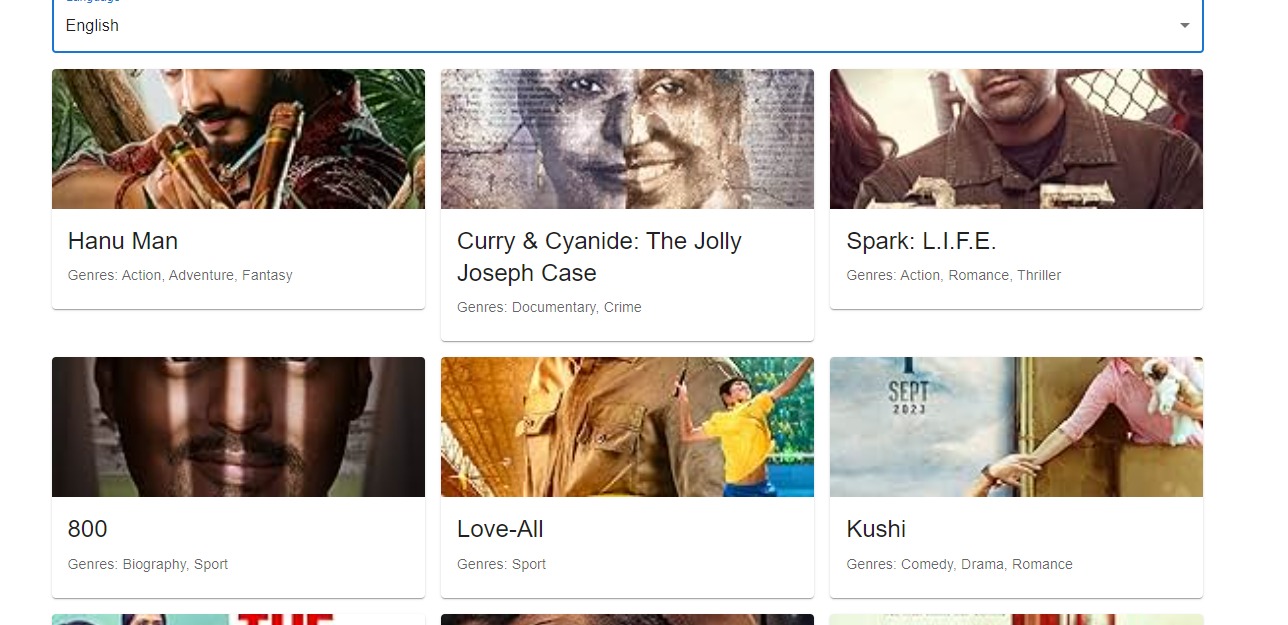 English
Hanu Man
Genres: Action, Adventure, Fantasy
Curry & Cyanide: The Jolly
Joseph Case
Genres: Documentary, Crime
Spark: L.I.F.E.
Genres: Action, Romance, Thriller
800
Genres: Biography, Sport
SEPT
2023
Love-All
Genres: Sport
Kushi
Genres: Comedy, Drama, Romance
THE